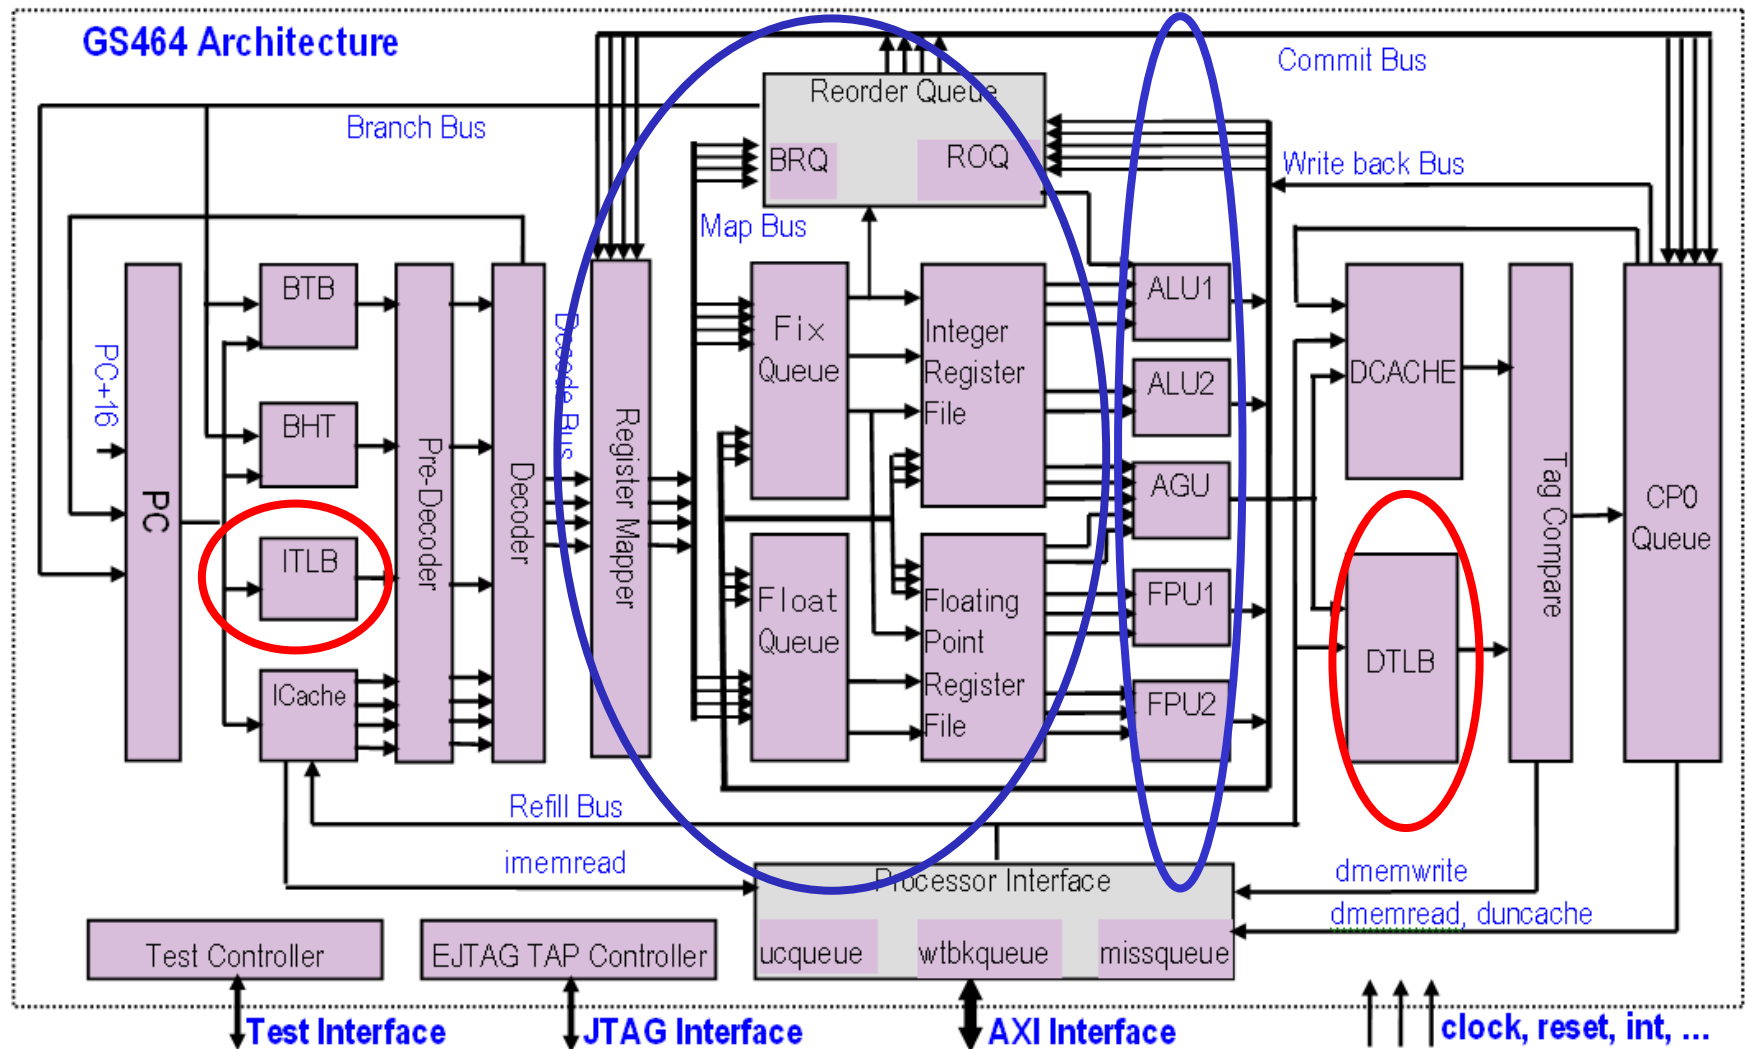 GS464 Architecture
Commit Bus
Reorder Queue
Branch Bus
BRQ
ROQ
Write back Bus
Map Bus
BTB
ALU1
Fix
Queue
Integer
Register
File
Decode Bus
PC+16
DCACHE
ALU2
BHT
Pre-Decoder
Decoder
Register Mapper
PC
AGU
Tag Compare
CP0
Queue
ITLB
Float
Queue
Floating
Point
Register
File
FPU1
DTLB
ICache
FPU2
Refill Bus
imemread
Processor Interface
dmemwrite
dmemread, duncache
Test Controller
EJTAG TAP Controller
ucqueue
wtbkqueue
missqueue
Test Interface
JTAG Interface
AXI Interface
clock, reset, int, ...